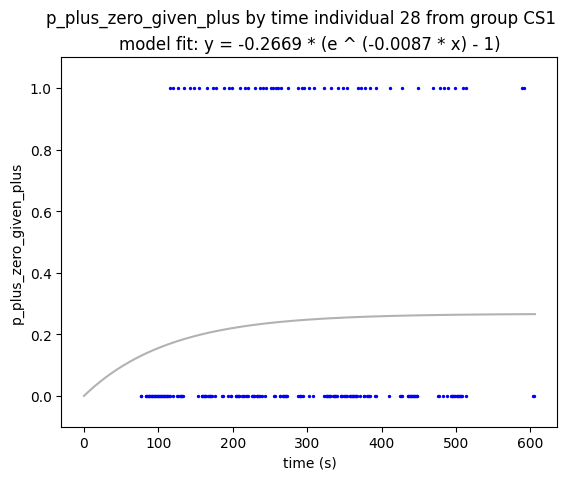 p_plus_zero_given_plus by time individual 28 from group CS1
model fit: y = -0.2669 * (e ^ (-0.0087 * x) - 1)
p_plus_zero_given_plus
1.0
0.8
0.6
0.4
0.2
0.0
0 100 200 300 400 500 600
time (s)